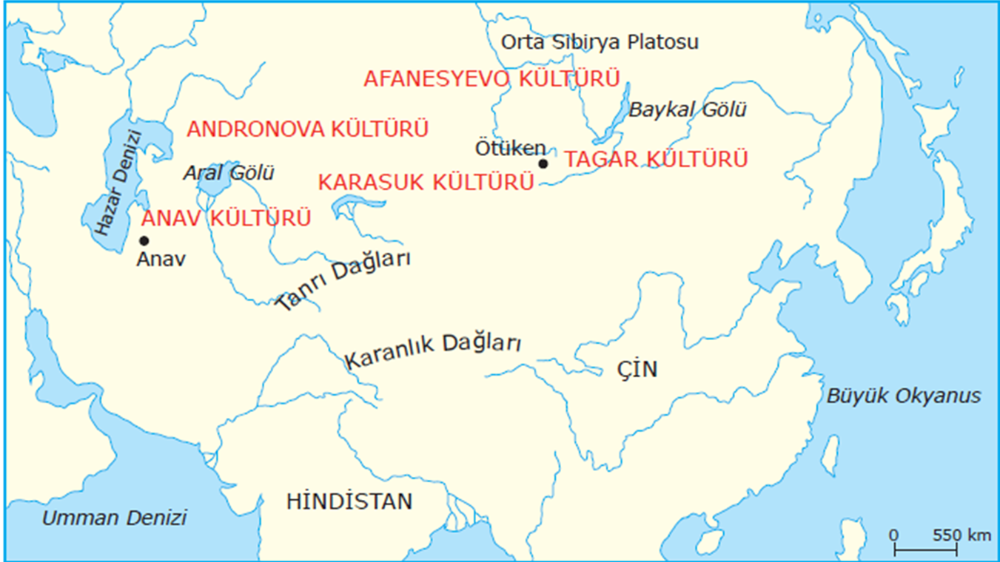 Orta Sibirya Platosu
AFANESYEVO KÜLTÜRÜ
Baykal Gölü
ANDRONOVA KÜLTÜRÜ
Ötüken
TAGAR KÜLTÜRÜ
Hazar Denizi
Aral Gölü
KARASUK KÜLTÜRÜ
ANAV KÜLTÜRÜ
Anav
Tanrı Dağları
Karanlık Dağları
ÇİN
Büyük Okyanus
HİNDİSTAN
Umman Denizi
0 550 km